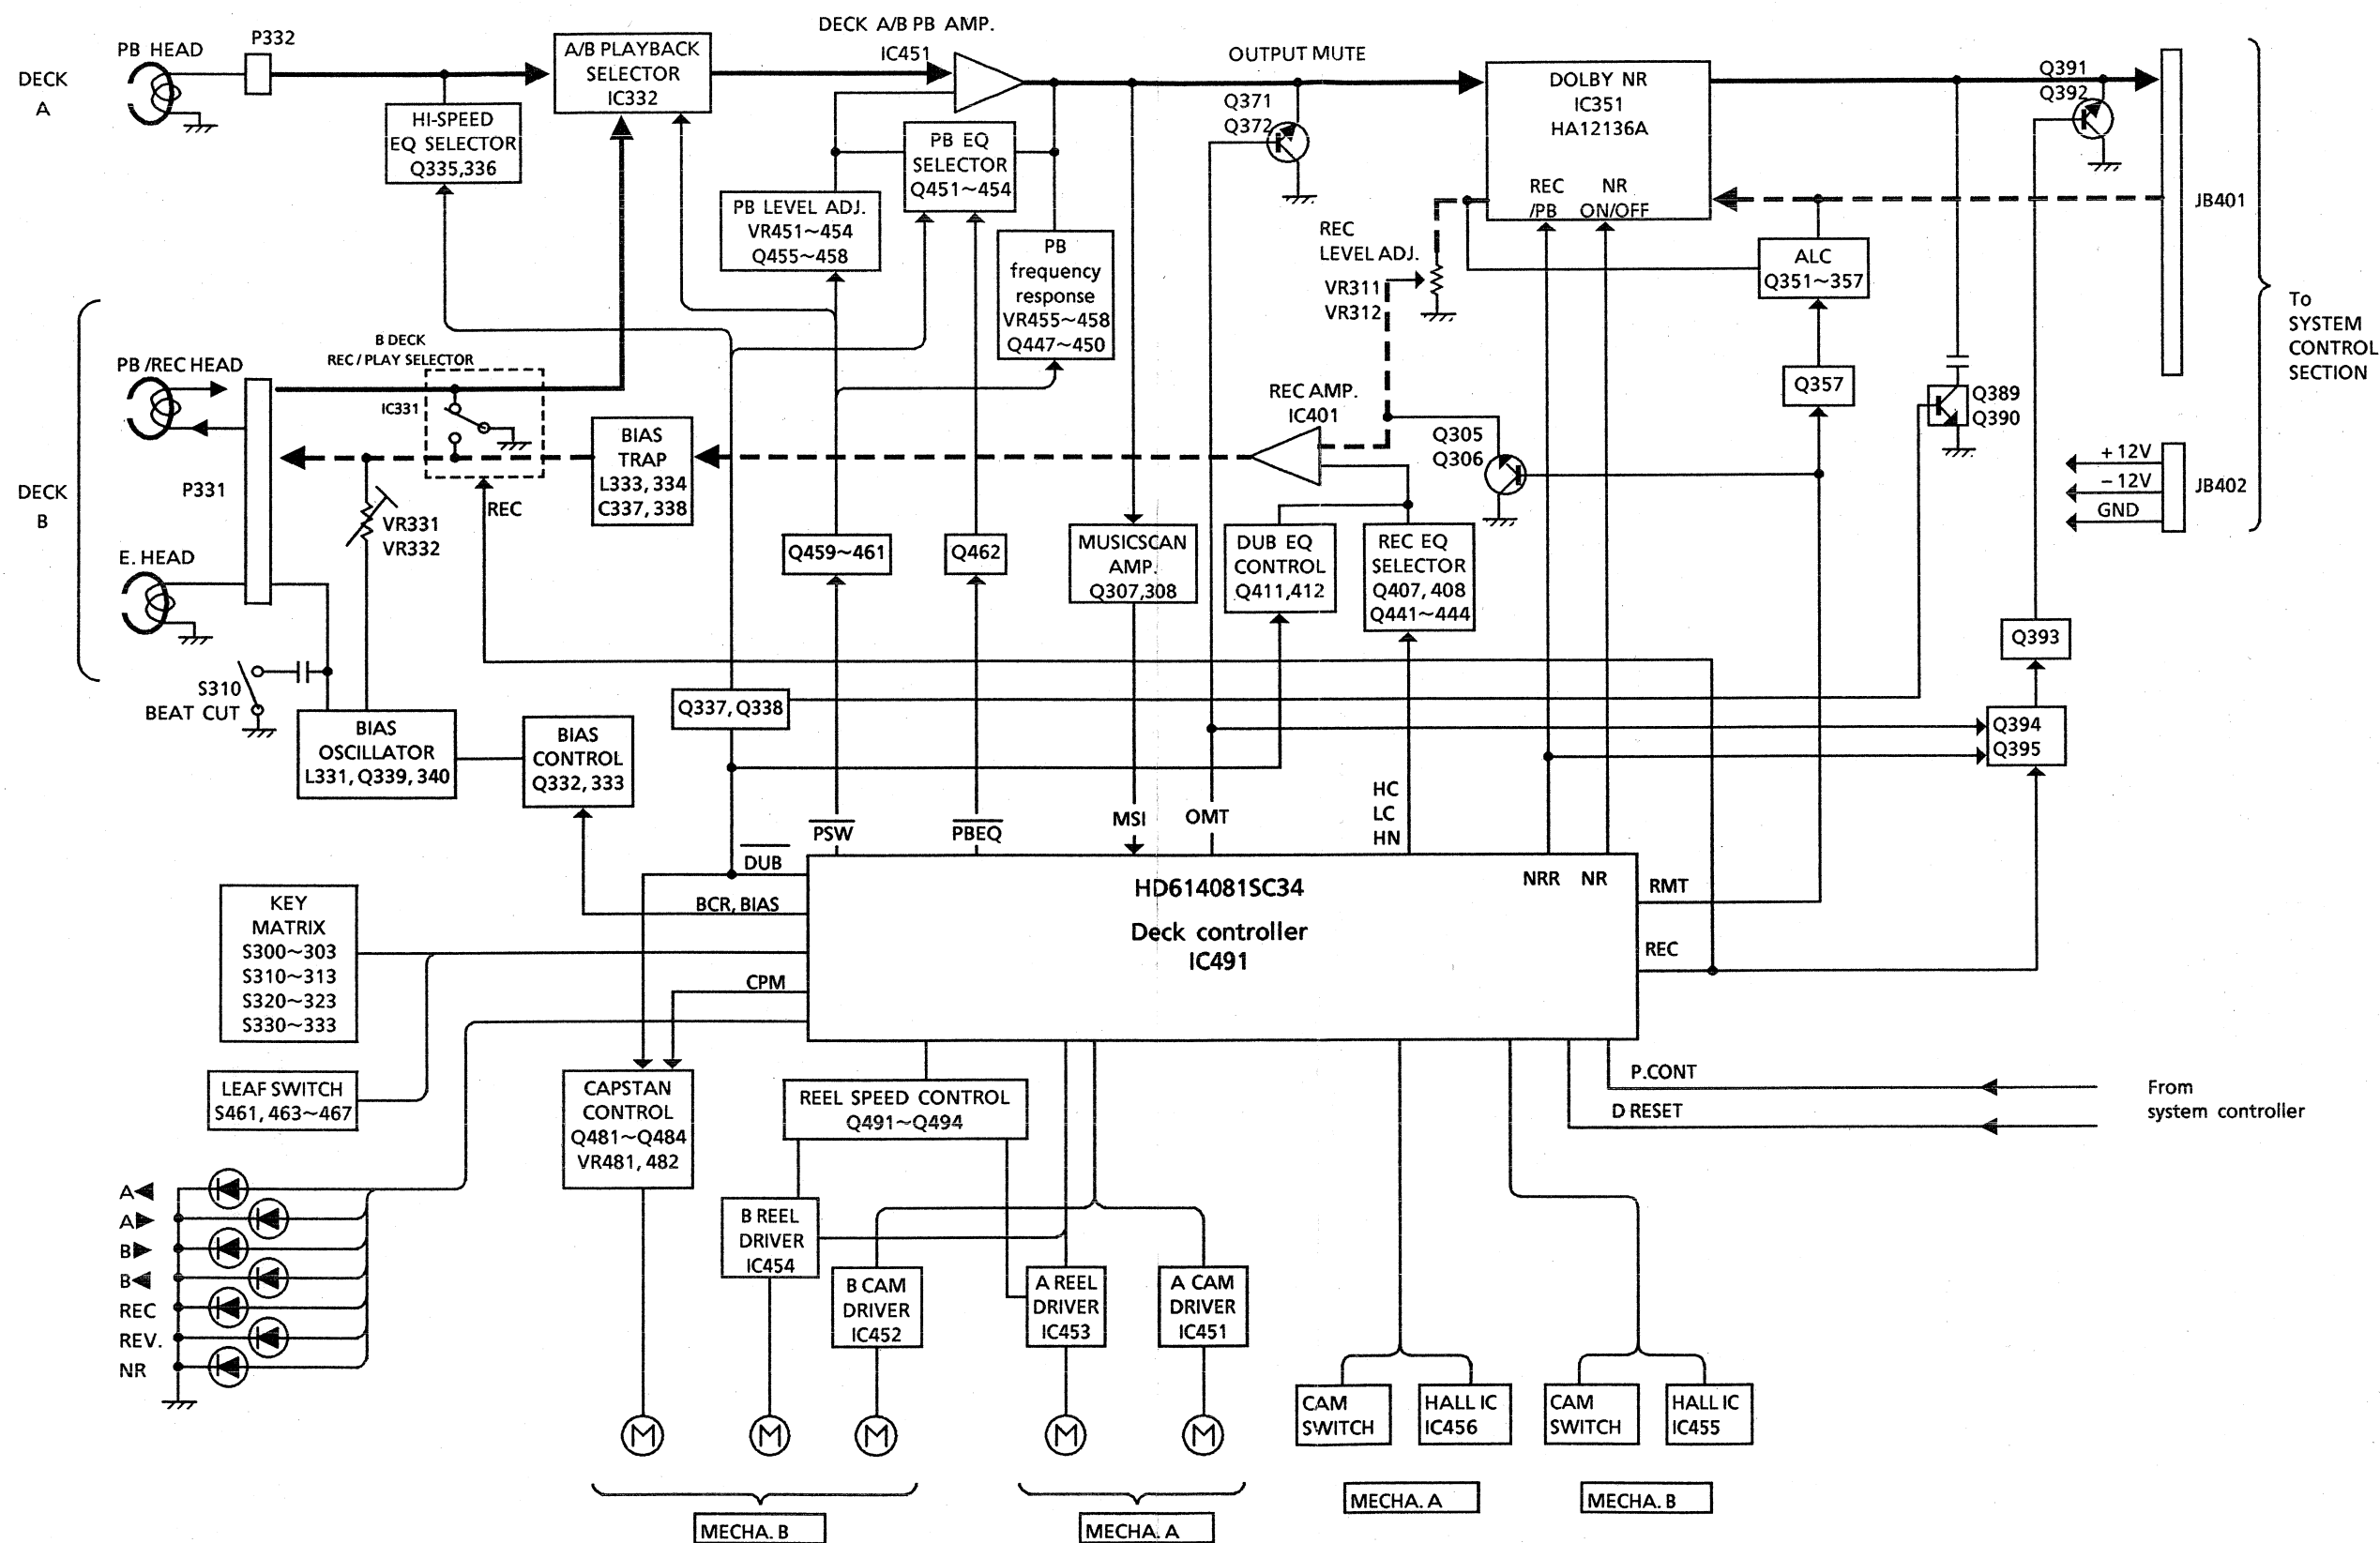 DECK A/B PB AMP.
IC451
PB HEAD
P332
DECK
A
A/B PLAYBACK
SELECTOR
IC332
HI-SPEED
EQ SELECTOR
Q335,336
PB EQ
SELECTOR
Q451~454
PB LEVEL ADJ.
VR451~454
Q455~458
PB
frequency
response
VR455~458
Q447~450
OUTPUT MUTE
Q371
Q372
DOLBY NR
IC351
HA12136A
REC
/PB
NR
ON/OFF
Q391
Q392
JB401
REC
LEVEL ADJ.
VR311
VR312
ALC
Q351~357
Q357
Q389
Q390
To
SYSTEM
CONTROL
SECTION
+12V
−12V
GND
JB402
B DECK
REC / PLAY SELECTOR
IC331
PB /REC HEAD
DECK
B
P331
E. HEAD
VR331
VR332
REC
BIAS
TRAP
L333, 334
C337, 338
REC AMP.
IC401
Q305
Q306
Q459~461
Q462
MUSICSCAN
AMP.
Q307,308
DUB EQ
CONTROL
Q411,412
REC EQ
SELECTOR
Q407, 408
Q441~444
Q393
Q394
Q395
S310
BEAT CUT
BIAS
OSCILLATOR
L331, Q339, 340
BIAS
CONTROL
Q332, 333
Q337, Q338
PSW
PBEQ
MSI
OMT
HC
LC
HN
DUB
BCR, BIAS
CPM
HD614081SC34
Deck controller
IC491
NRR
NR
RMT
REC
KEY
MATRIX
S300~303
S310~313
S320~323
S330~333
LEAF SWITCH
S461, 463~467
CAPSTAN
CONTROL
Q481~Q484
VR481, 482
REEL SPEED CONTROL
Q491~Q494
P.CONT
D RESET
From
system controller
A◀
A▶
B▶
B◀
REC
REV.
NR
B REEL
DRIVER
IC454
B CAM
DRIVER
IC452
A REEL
DRIVER
IC453
A CAM
DRIVER
IC451
M
M
M
M
M
CAM
SWITCH
HALL IC
IC456
CAM
SWITCH
HALL IC
IC455
MECHA. B
MECHA. A
MECHA. A
MECHA. B